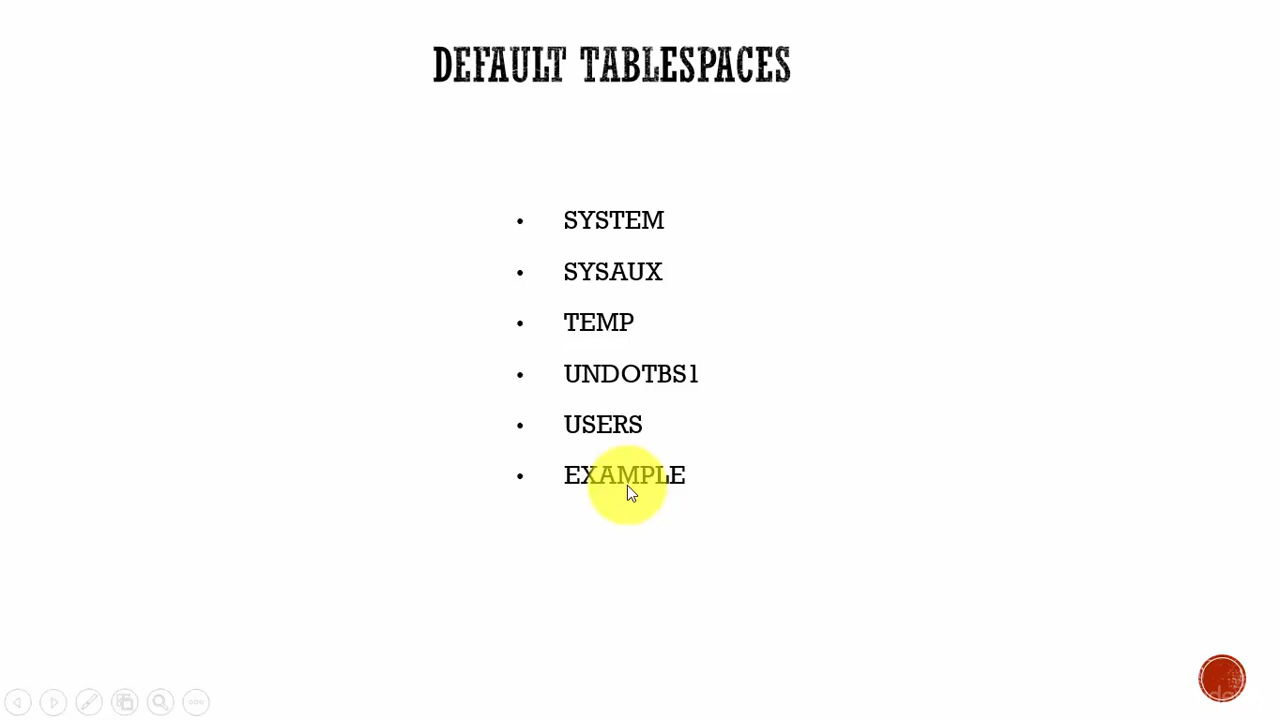 DEFAULT TABLESPACES
• SYSTEM
• SYSAUX
• TEMP
• UNDOTBS1
• USERS
• EXAMPLE